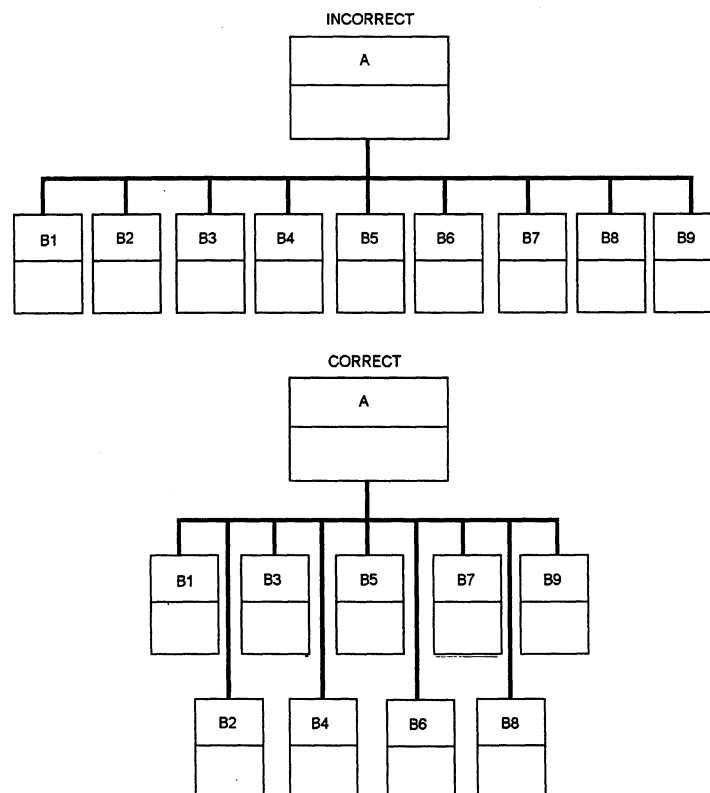 INCORRECT
A
B1 B2 B3 B4 B5 B6 B7 B8 B9
CORRECT
A
B1 B3 B5 B7 B9
B2 B4 B6 B8